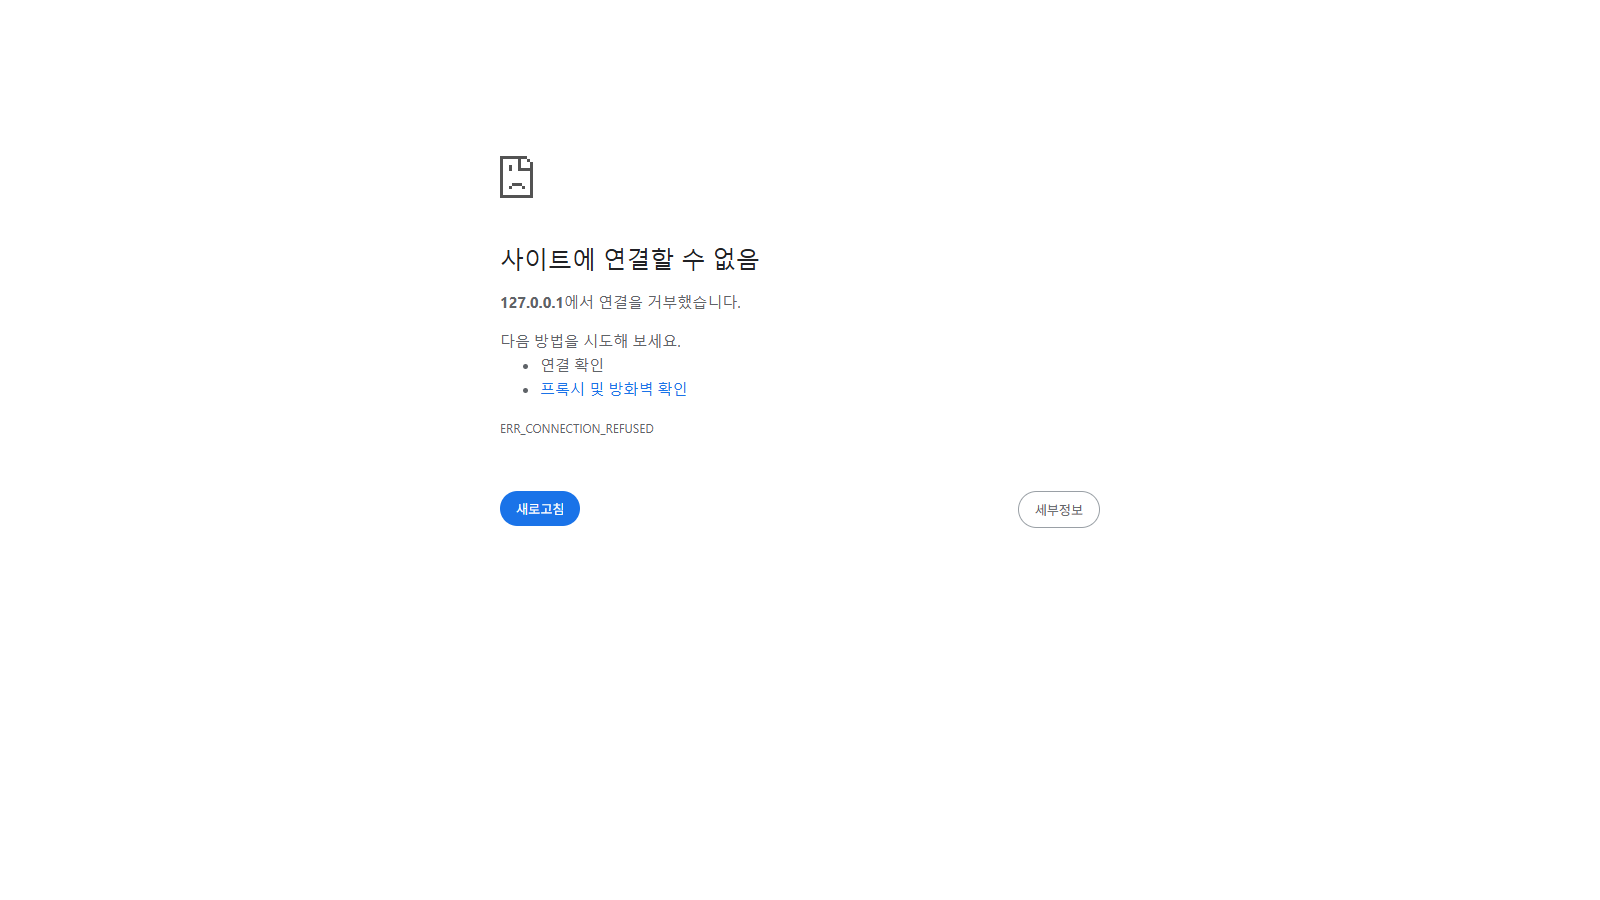 사이트에 연결할 수 없음
127.0.0.1에서 연결을 거부했습니다.
다음 방법을 시도해 보세요.
연결 확인
프록시 및 방화벽 확인
ERR_CONNECTION_REFUSED
새로고침
세부정보